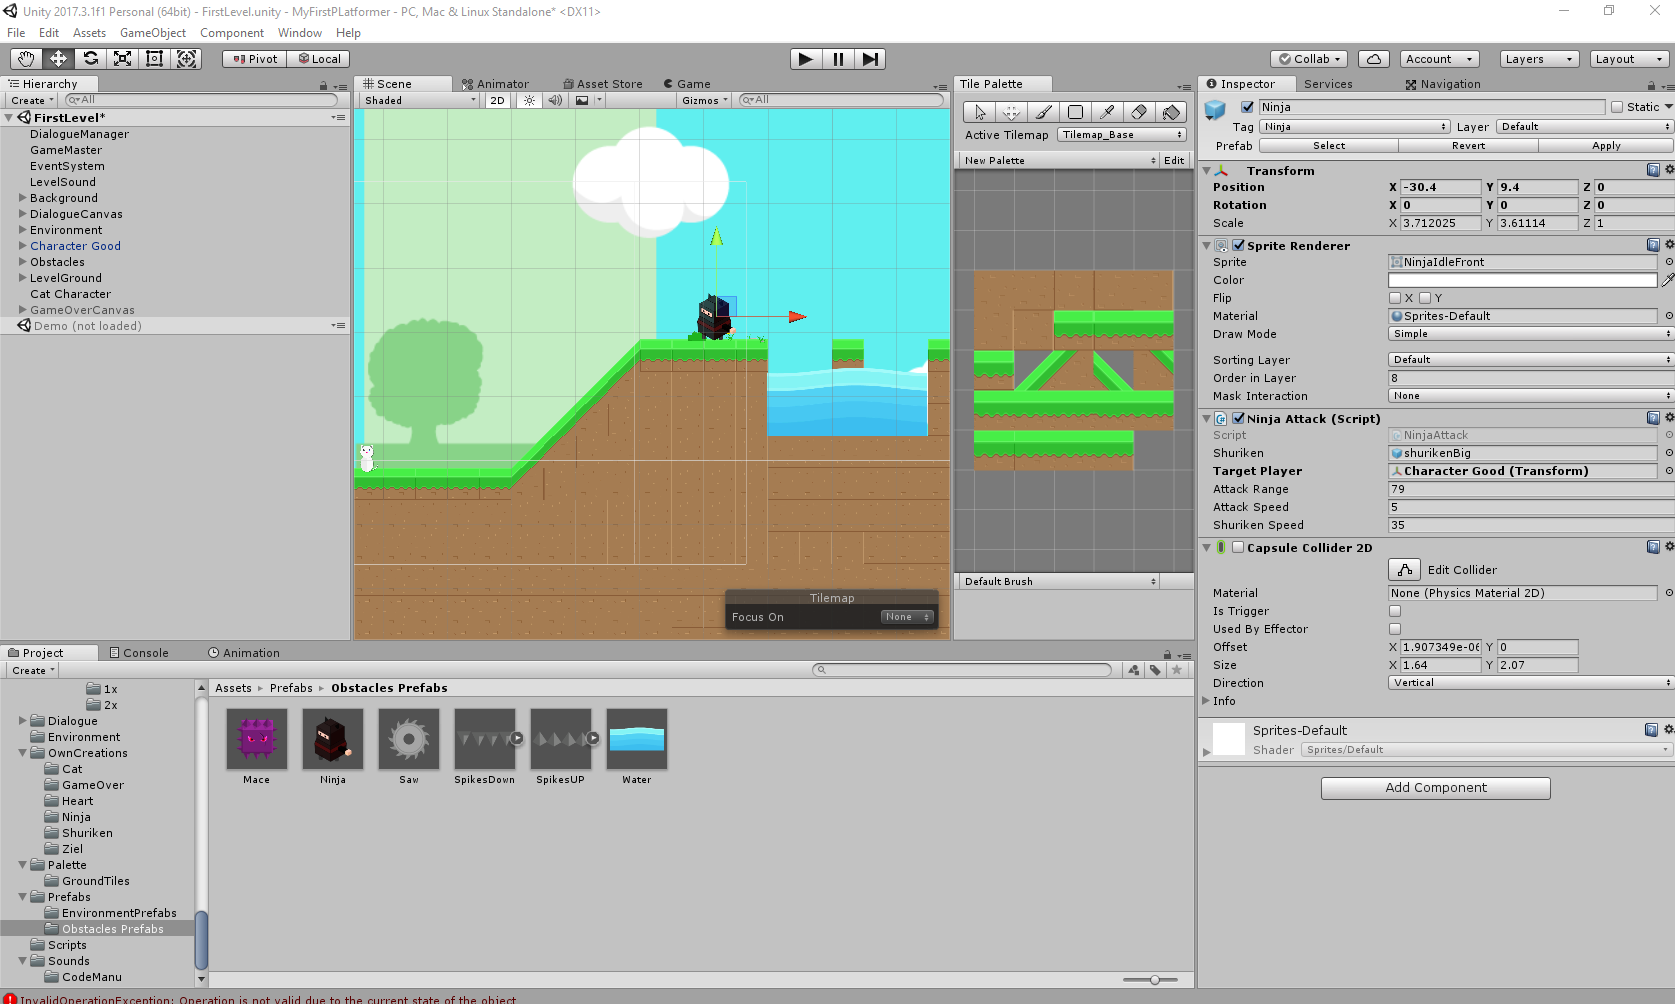 Unity 2017.3.1f1 Personal (64bit) - FirstLevel.unity - MyFirstPLatformer - PC, Mac & Linux Standalone* <DX11>
File Edit Assets GameObject Component Window Help
Pivot Local Collab Account Layers Layout
Hierarchy
Create All
FirstLevel*
DialogueManager
GameMaster
EventSystem
LevelSound
Background
DialogueCanvas
Environment
Character Good
Obstacles
LevelGround
Cat Character
GameOverCanvas
Demo (not loaded)
Scene Animator Asset Store Game
Shaded 2D Gizmos All
Tilemap
Focus On None
Tile Palette
Active Tilemap Tilemap_Base
New Palette Edit
Default Brush
Inspector Services Navigation
Ninja Static
Tag Ninja Layer Default
Prefab Select Revert Apply
Transform
Position X -30.4 Y 9.4 Z 0
Rotation X 0 Y 0 Z 0
Scale X 3.712025 Y 3.61114 Z 1
Sprite Renderer
Sprite NinjaIdleFront
Color
Flip X Y
Material Sprites-Default
Draw Mode Simple
Sorting Layer Default
Order in Layer 8
Mask Interaction None
Ninja Attack (Script)
Script NinjaAttack
Shuriken shurikenBig
Target Player Character Good (Transform)
Attack Range 79
Attack Speed 5
Shuriken Speed 35
Capsule Collider 2D
Edit Collider
Material None (Physics Material 2D)
Is Trigger
Used By Effector
Offset X 1.907349e-06 Y 0
Size X 1.64 Y 2.07
Direction Vertical
Info
Sprites-Default
Shader Sprites/Default
Add Component
Project Console Animation
Create
1x
2x
Dialogue
Environment
OwnCreations
Cat
GameOver
Heart
Ninja
Shuriken
Ziel
Palette
GroundTiles
Prefabs
EnvironmentPrefabs
Obstacles Prefabs
Scripts
Sounds
CodeManu
Assets Prefabs Obstacles Prefabs
Mace Ninja Saw SpikesDown SpikesUP Water
InvalidOperationException: Operation is not valid due to the current state of the object